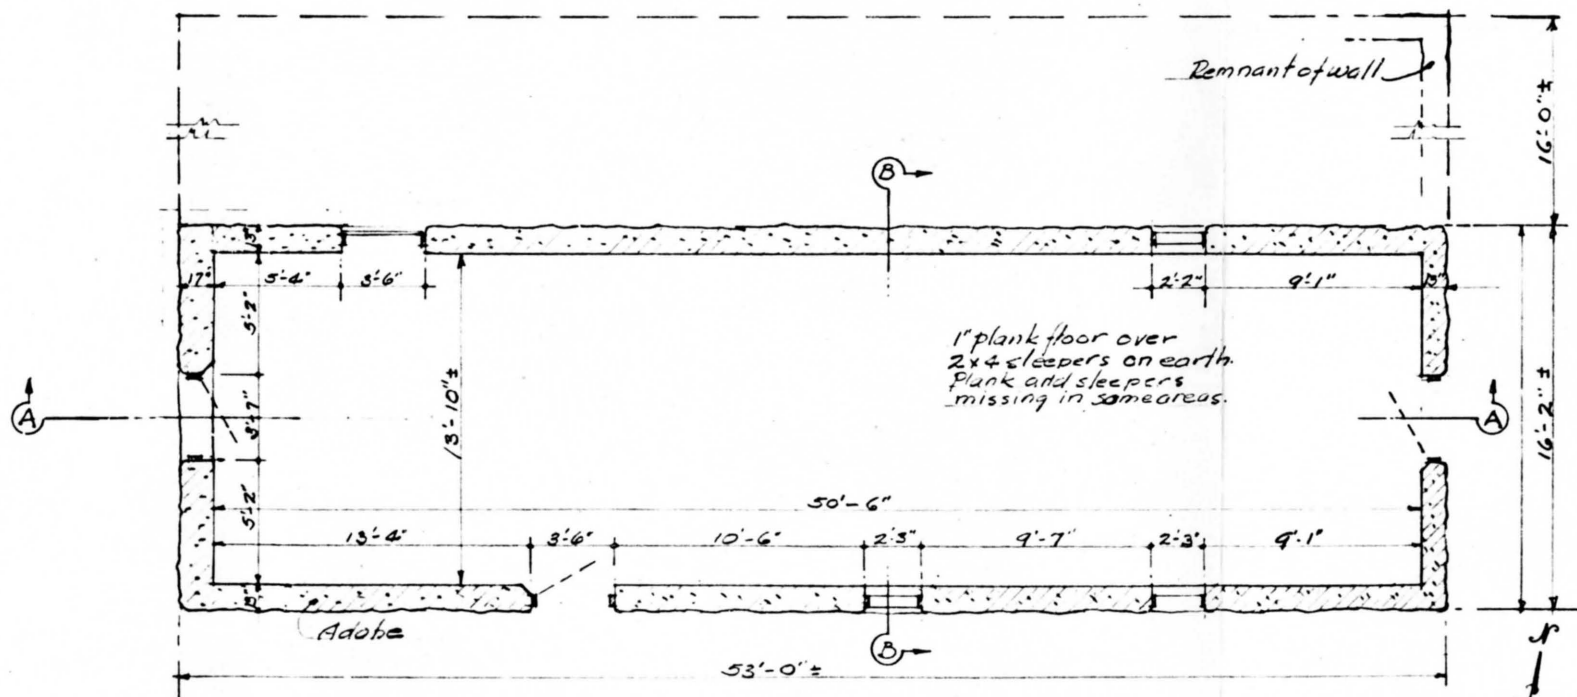 Remnant of wall
16'-0"±
B
13"
17"
5'-4"
3'-6"
2'-2"
9'-1"
13"
5'-2"
1" plank floor over
2x4 sleepers on earth.
Plank and sleepers
missing in some areas.
A
3'-7"
13'-10"±
A
16'-2"±
5'-2"
50'-6"
13'-4"
3'-6"
10'-6"
2'-3"
9'-7"
2'-3"
9'-1"
Adobe
B
53'-0"±
N